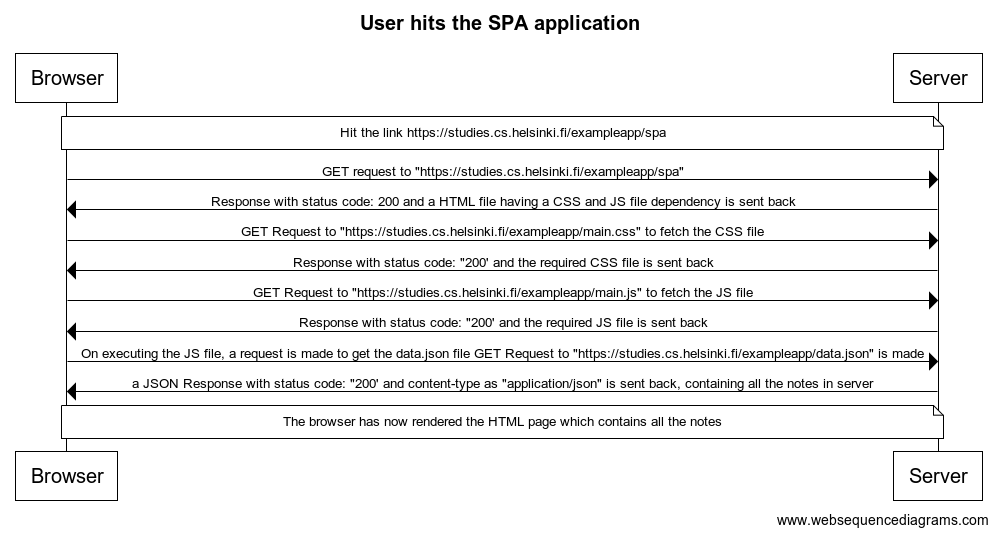 User hits the SPA application
Browser
Server
Hit the link https://studies.cs.helsinki.fi/exampleapp/spa
GET request to "https://studies.cs.helsinki.fi/exampleapp/spa"
Response with status code: 200 and a HTML file having a CSS and JS file dependency is sent back
GET Request to "https://studies.cs.helsinki.fi/exampleapp/main.css" to fetch the CSS file
Response with status code: "200' and the required CSS file is sent back
GET Request to "https://studies.cs.helsinki.fi/exampleapp/main.js" to fetch the JS file
Response with status code: "200' and the required JS file is sent back
On executing the JS file, a request is made to get the data.json file GET Request to "https://studies.cs.helsinki.fi/exampleapp/data.json" is made
a JSON Response with status code: "200' and content-type as "application/json" is sent back, containing all the notes in server
The browser has now rendered the HTML page which contains all the notes
Browser
Server
www.websequencediagrams.com